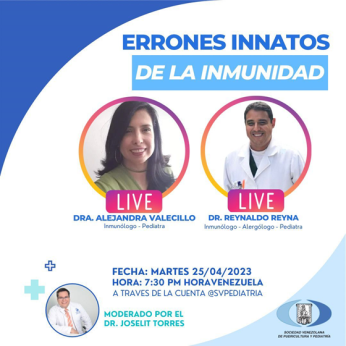 ERRONES INNATOS
DE LA INMUNIDAD
LIVE
LIVE
DRA. ALEJANDRA VALECILLO
Inmunólogo - Pediatra
DR. REYNALDO REYNA
Inmunólogo - Alergólogo - Pediatra
FECHA: MARTES 25/04/2023
HORA: 7:30 PM HORAVENEZUELA
A TRAVES DE LA CUENTA @SVPEDIATRIA
MODERADO POR EL
DR. JOSELIT TORRES
SOCIEDAD VENEZOLANA
DE PUERICULTURA Y PEDIATRÍA